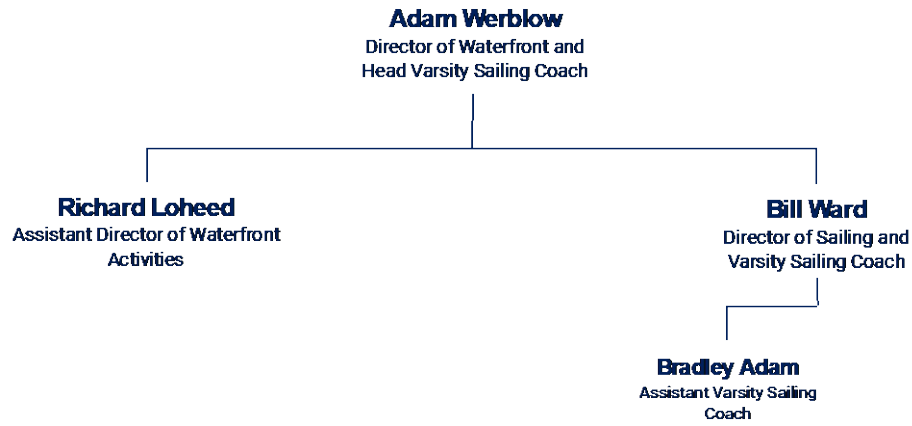 Adam Werblow
Director of Waterfront and
Head Varsity Sailing Coach
Richard Loheed
Assistant Director of Waterfront
Activities
Bill Ward
Director of Sailing and
Varsity Sailing Coach
Bradley Adam
Assistant Varsity Sailing
Coach